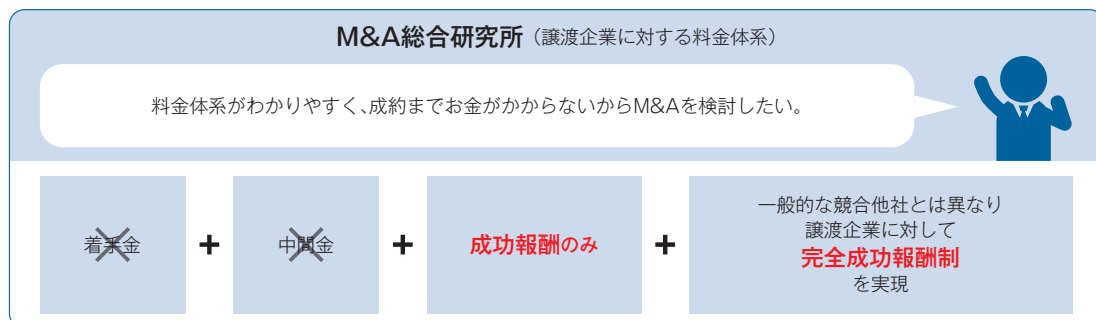 M&A総合研究所（譲渡企業に対する料金体系）
料金体系がわかりやすく、成約までお金がかからないからM&Aを検討したい。
着手金
+
中間金
+
成功報酬のみ
+
一般的な競合他社とは異なり
譲渡企業に対して
完全成功報酬制
を実現